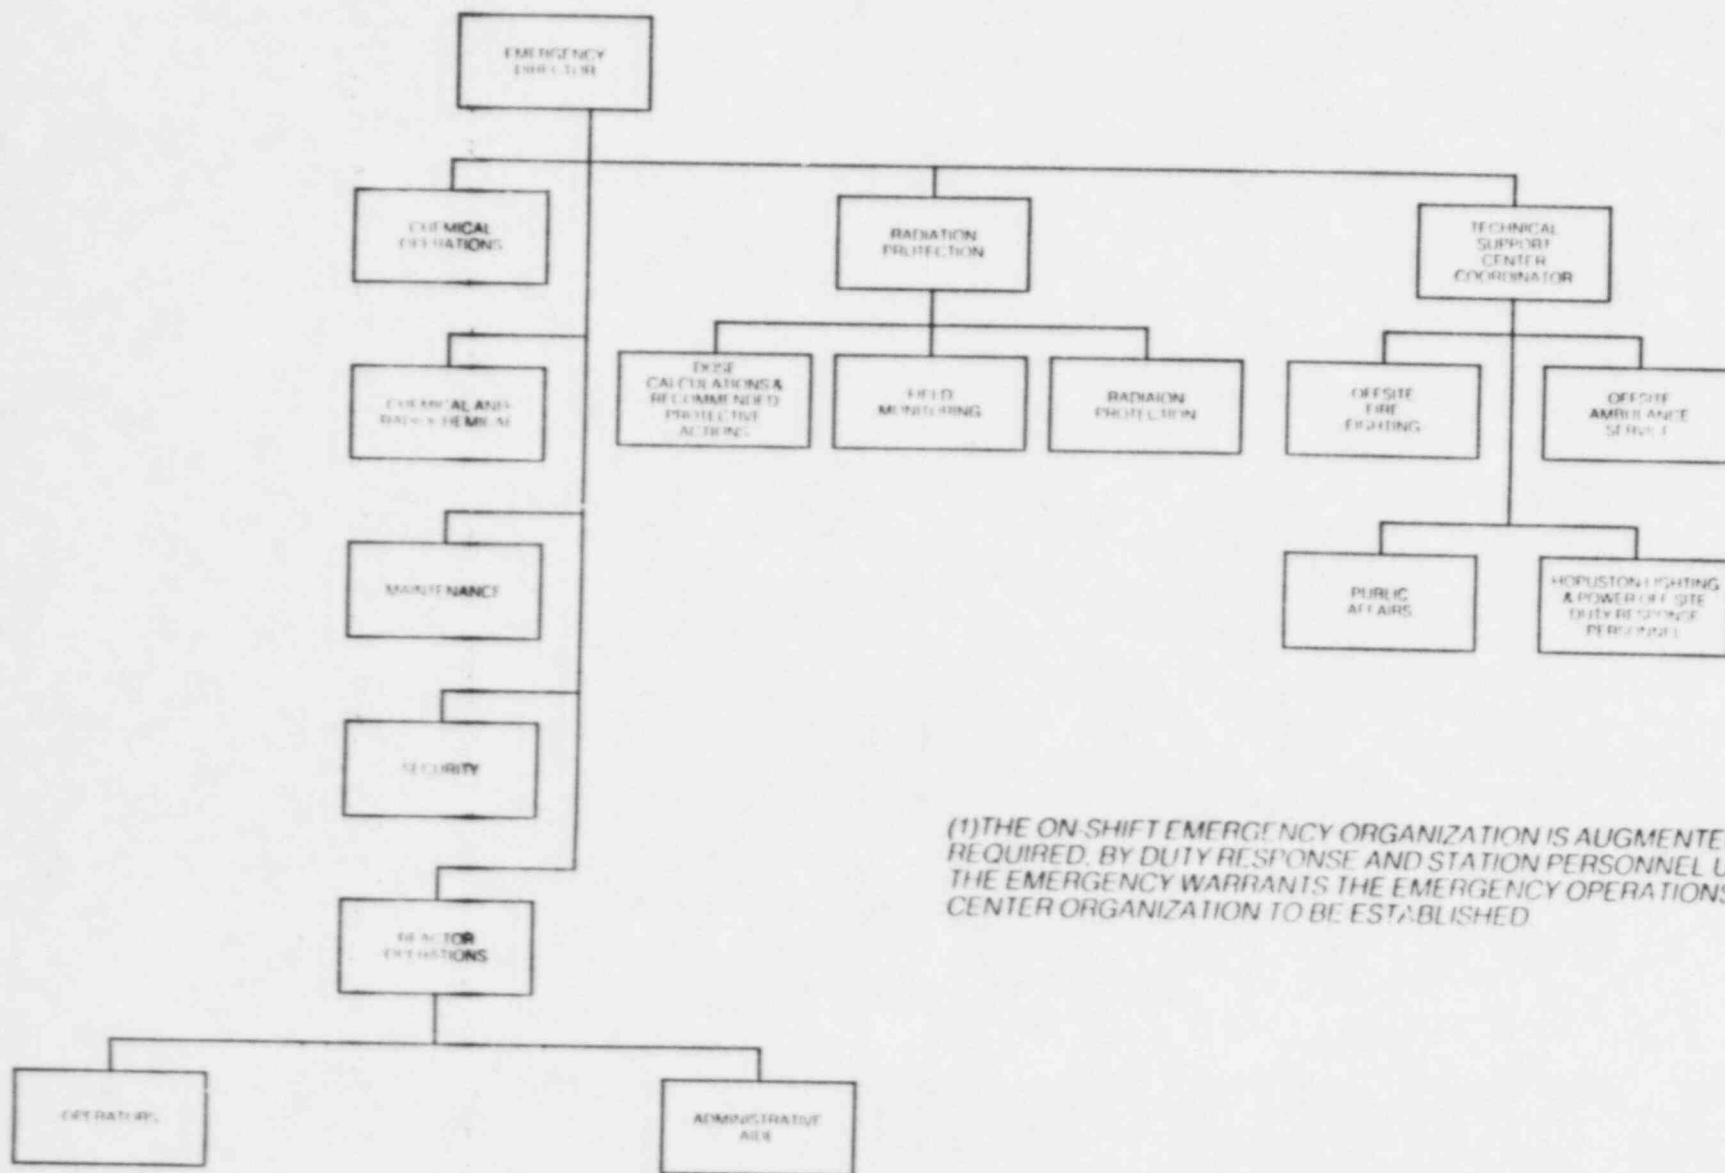 EMERGENCY
DIRECTOR
CHEMICAL
OPERATIONS
RADIATION
PROTECTION
TECHNICAL
SUPPORT
CENTER
COORDINATOR
CHEMICAL AND
RADIOCHEMICAL
DOSE
CALCULATIONS &
RECOMMENDED
PROTECTIVE
ACTIONS
FIELD
MONITORING
RADIAION
PROTECTION
OFFSITE
FIRE
FIGHTING
OFFSITE
AMBULANCE
SERVICE
MAINTENANCE
PUBLIC
AFFAIRS
HOPUSTON LIGHTING
& POWER OFF SITE
DUTY RESPONSE
PERSONNEL
SECURITY
(1)THE ON-SHIFT EMERGENCY ORGANIZATION IS AUGMENTE
REQUIRED, BY DUTY RESPONSE AND STATION PERSONNEL U
THE EMERGENCY WARRANTS THE EMERGENCY OPERATIONS
CENTER ORGANIZATION TO BE ESTABLISHED.
REACTOR
OPERATIONS
OPERATORS
ADMINISTRATIVE
AIDE